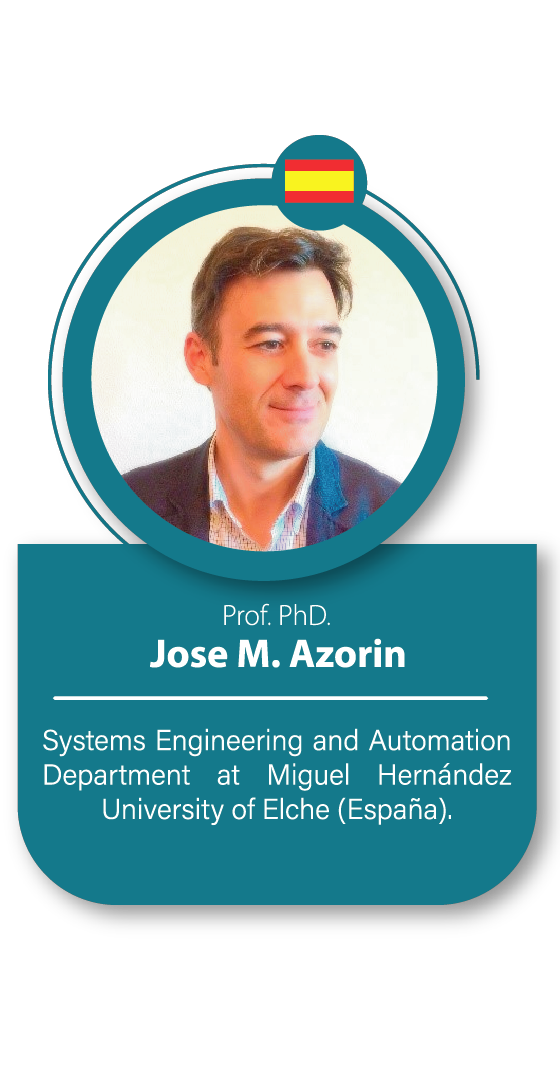 Prof. PhD.
Jose M. Azorin
Systems Engineering and Automation
Department at Miguel Hernández
University of Elche (España).